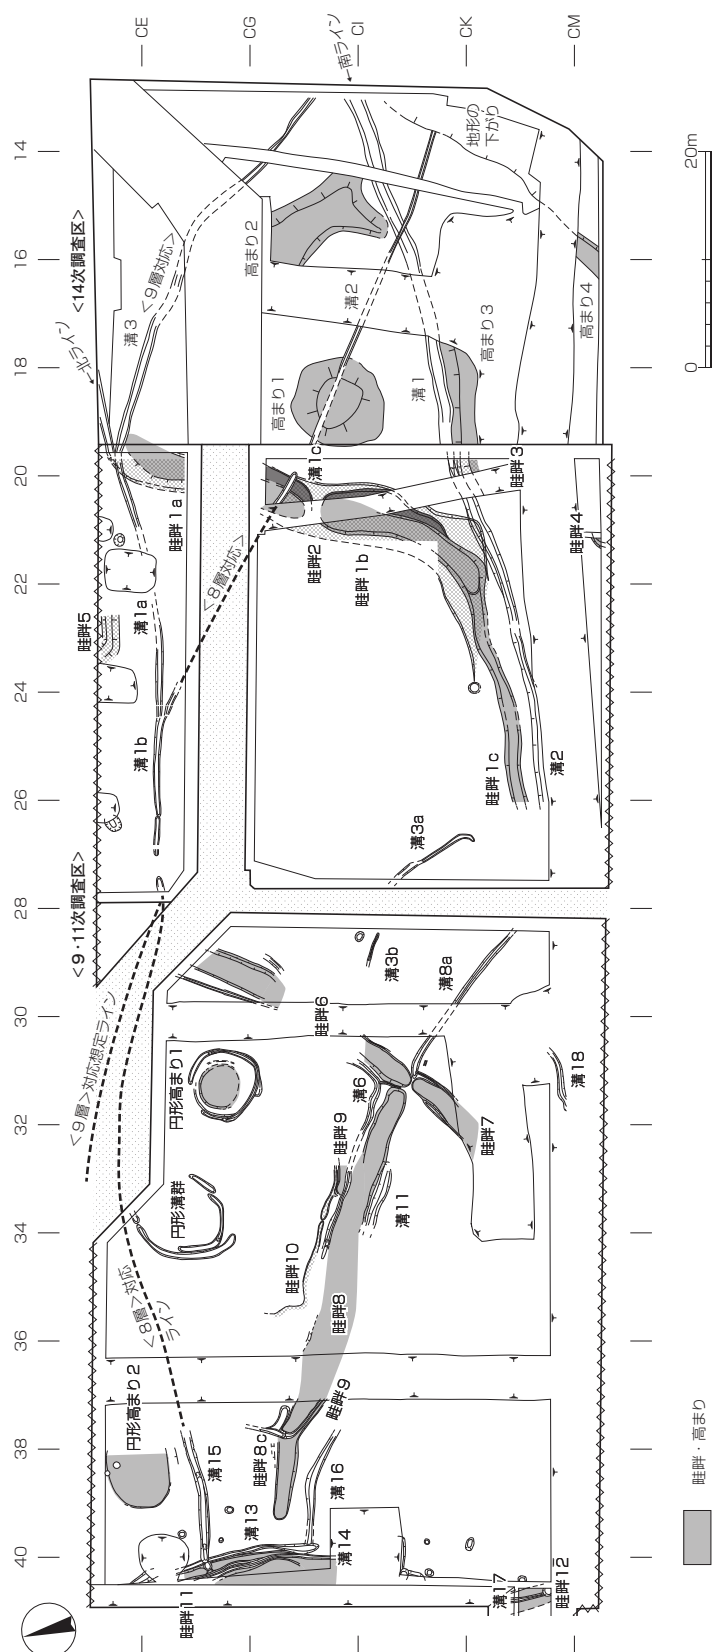 CE
CG
CI
CK
CM
14
16
18
20
22
24
26
28
30
32
34
36
38
40
←南ライン
←北ライン
<14次調査区>
<9・11次調査区>
地形の
下がり
高まり2
<9層対応>
溝3
溝2
高まり3
高まり4
高まり1
溝1
溝1c
畦畔3
畦畔1a
畦畔2
畦畔1b
畦畔4
<8層対応>
溝1a
畦畔5
溝1b
畦畔1c
溝2
溝3a
<9層>対応想定ライン
溝3b
溝8a
畦畔6
円形高まり1
溝6
溝18
畦畔9
畦畔7
円形溝群
溝11
畦畔10
畦畔8
<8層>対応
ライン
円形高まり2
畦畔9
畦畔8c
溝15
溝16
溝13
溝14
畦畔11
溝17
畦畔12
0
20m
畦畔・高まり